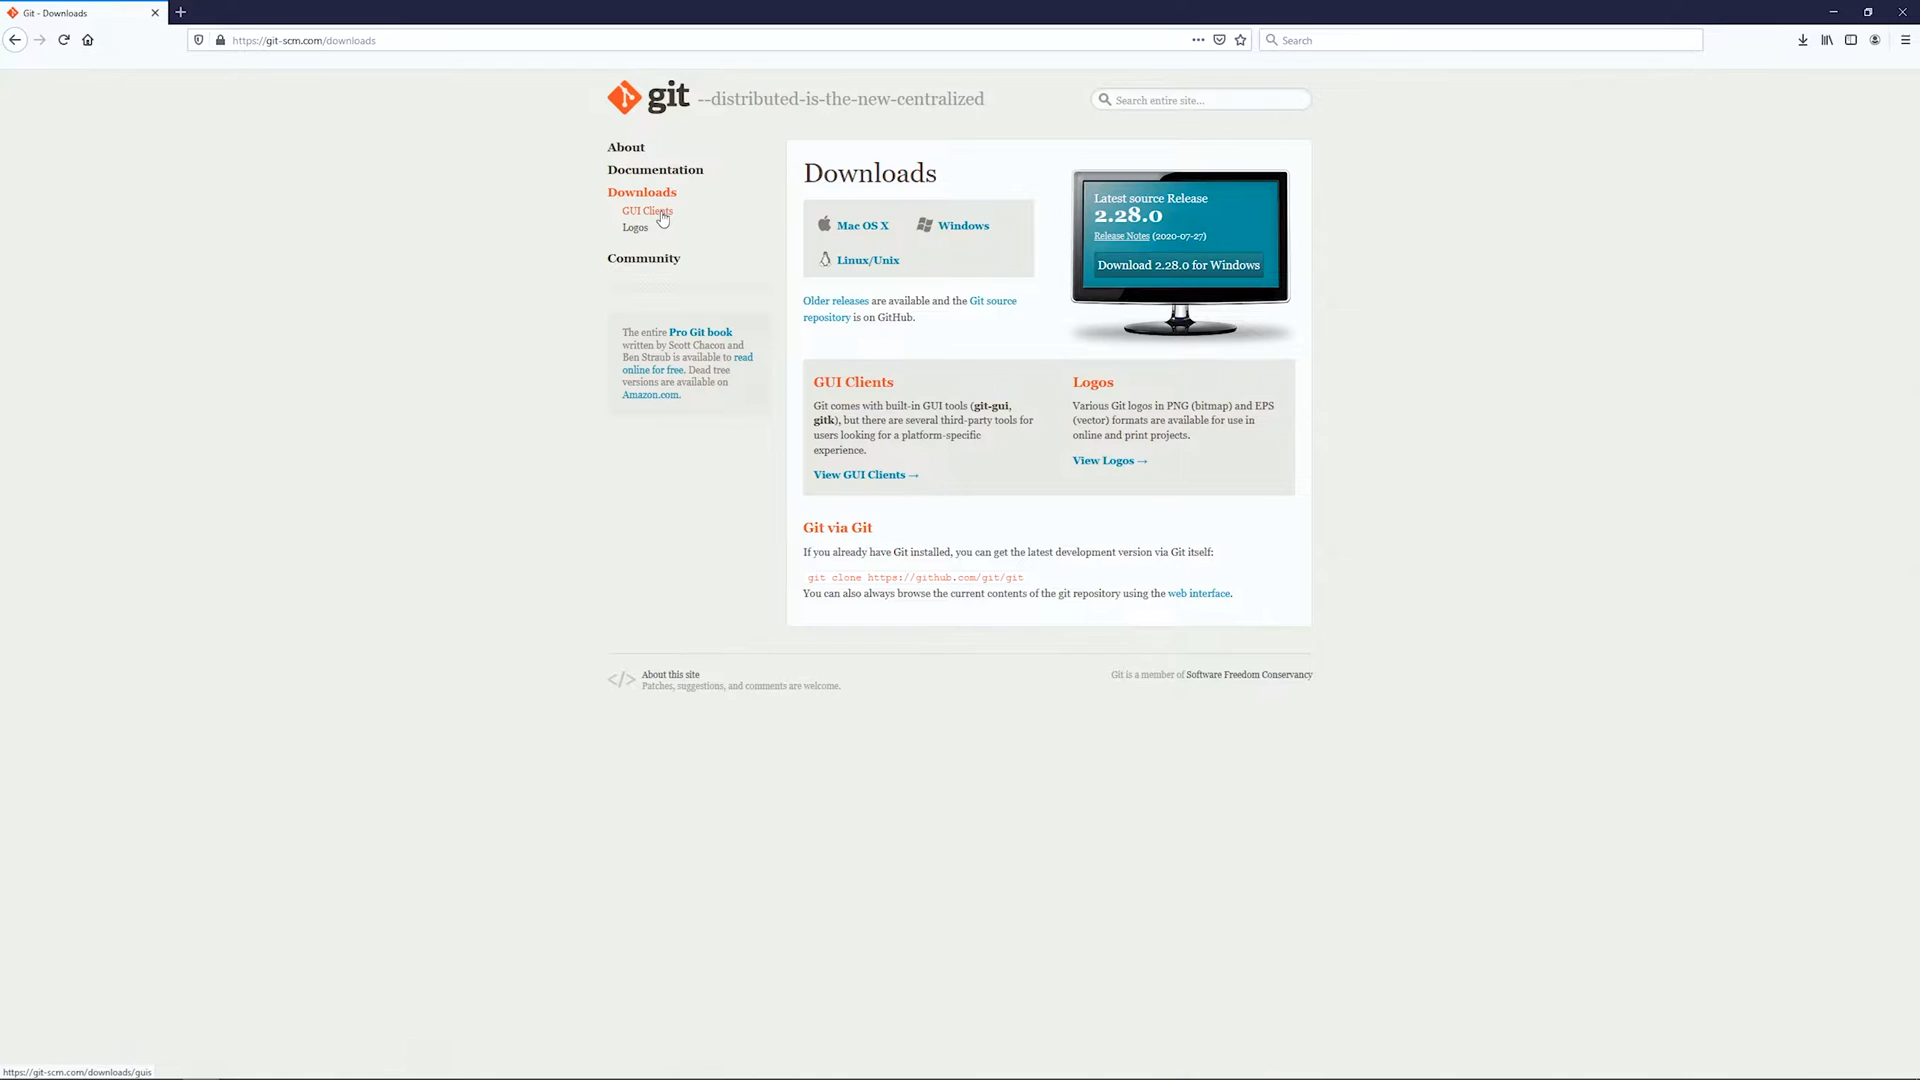 Git - Downloads
https://git-scm.com/downloads
Search
git --distributed-is-the-new-centralized
Search entire site...
About
Documentation
Downloads
GUI Clients
Logos
Community
The entire Pro Git book
written by Scott Chacon and
Ben Straub is available to read
online for free. Dead tree
versions are available on
Amazon.com.
Downloads
Mac OS X
Windows
Linux/Unix
Older releases are available and the Git source
repository is on GitHub.
Latest source Release
2.28.0
Release Notes (2020-07-27)
Download 2.28.0 for Windows
GUI Clients
Git comes with built-in GUI tools (git-gui,
gitk), but there are several third-party tools for
users looking for a platform-specific
experience.
View GUI Clients →
Logos
Various Git logos in PNG (bitmap) and EPS
(vector) formats are available for use in
online and print projects.
View Logos →
Git via Git
If you already have Git installed, you can get the latest development version via Git itself:
git clone https://github.com/git/git
You can also always browse the current contents of the git repository using the web interface.
</> About this site
Patches, suggestions, and comments are welcome.
Git is a member of Software Freedom Conservancy
https://git-scm.com/downloads/guis